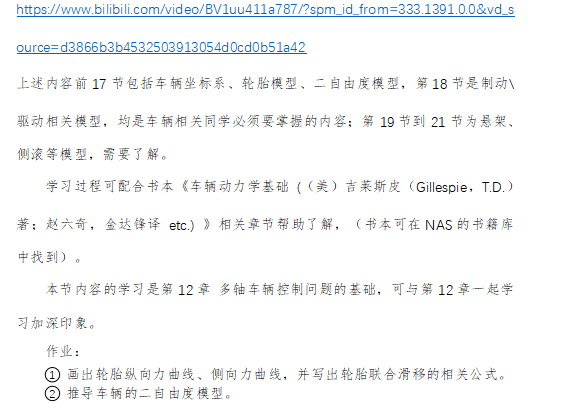 https://www.bilibili.com/video/BV1uu411a787/?spm_id_from=333.1391.0.0&vd_s
ource=d3866b3b4532503913054d0cd0b51a42
上述内容前 17 节包括车辆坐标系、轮胎模型、二自由度模型，第 18 节是制动\
驱动相关模型，均是车辆相关同学必须要掌握的内容；第 19 节到 21 节为悬架、
侧滚等模型，需要了解。
学习过程可配合书本《车辆动力学基础 (（美）吉莱斯皮（Gillespie，T.D.）
著；赵六奇，金达锋译 etc.) 》相关章节帮助了解，（书本可在 NAS 的书籍库
中找到）。
本节内容的学习是第 12 章 多轴车辆控制问题的基础，可与第 12 章一起学
习加深印象。
作业：
① 画出轮胎纵向力曲线、侧向力曲线，并写出轮胎联合滑移的相关公式。
② 推导车辆的二自由度模型。